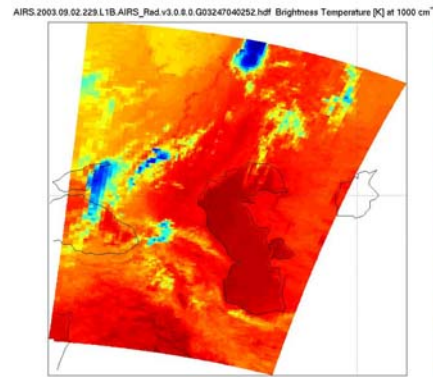 AIRS.2003.09.02.229.L1B.AIRS_Rad.v3.0.8.0.G03247040252.hdf Brightness Temperature [K] at 1000 cm⁻